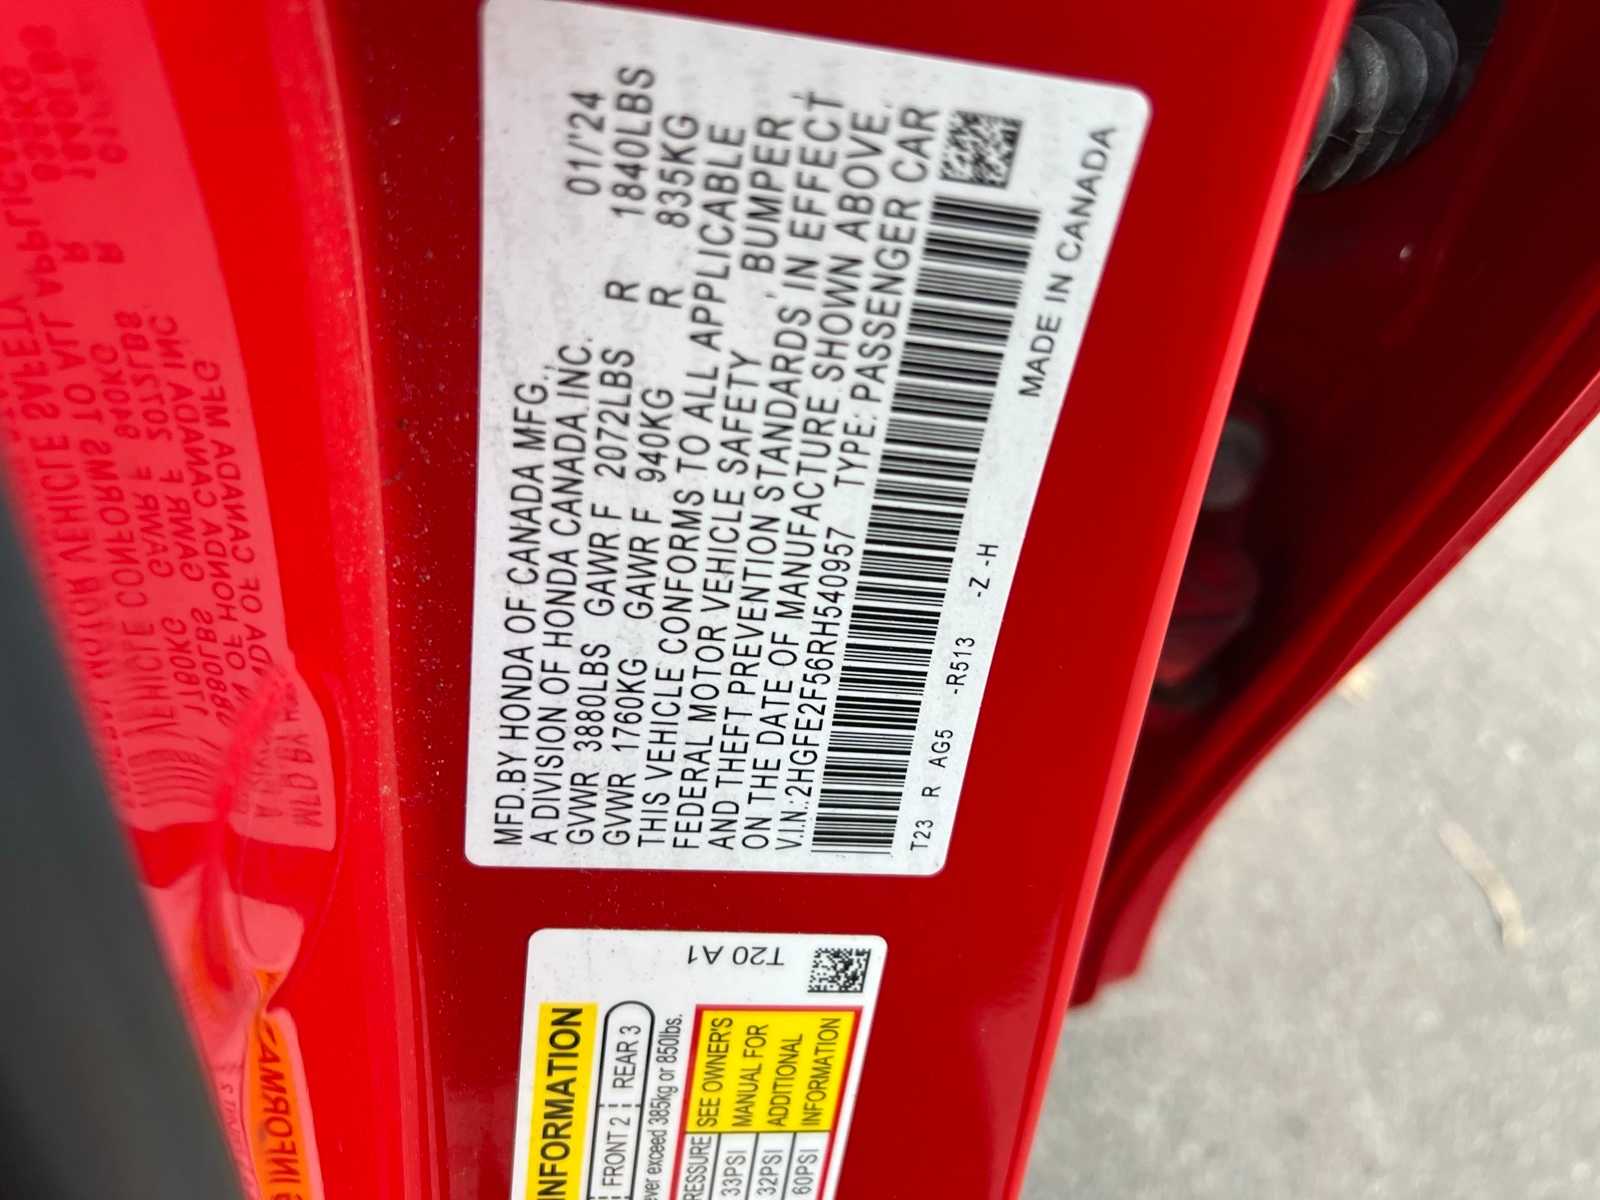 MFD.BY HONDA OF CANADA MFG.,
A DIVISION OF HONDA CANADA INC. 01/'24
GVWR 3880LBS GAWR F 2072LBS R 1840LBS
GVWR 1760KG GAWR F 940KG R 835KG
THIS VEHICLE CONFORMS TO ALL APPLICABLE
FEDERAL MOTOR VEHICLE SAFETY, BUMPER,
AND THEFT PREVENTION STANDARDS IN EFFECT
ON THE DATE OF MANUFACTURE SHOWN ABOVE.
V.I.N.:2HGFE2F56RH540957 TYPE: PASSENGER CAR
T23 R AG5 -R513 -Z -H
MADE IN CANADA
T20 A1
INFORMATION
FRONT 2 REAR 3
exceed 385kg or 850lbs.
33PSI
32PSI
60PSI
SEE OWNER'S
MANUAL FOR
ADDITIONAL
INFORMATION